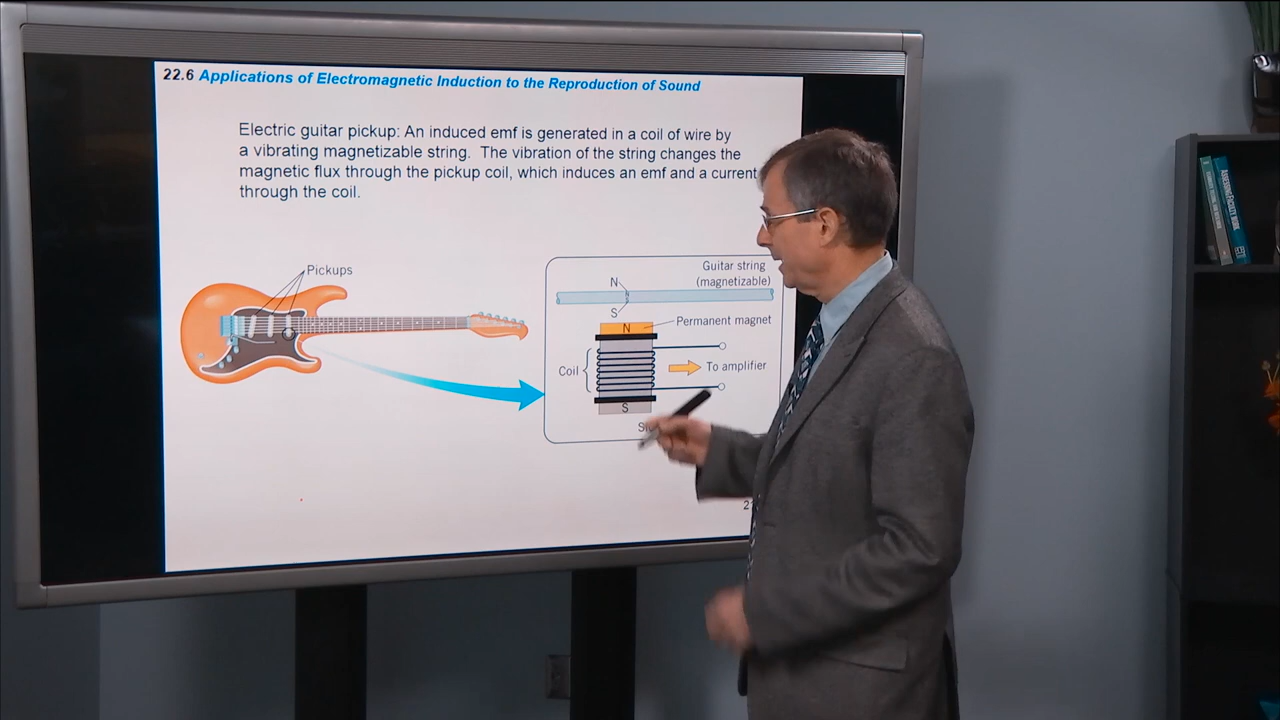 22.6 Applications of Electromagnetic Induction to the Reproduction of Sound
Electric guitar pickup: An induced emf is generated in a coil of wire by
a vibrating magnetizable string. The vibration of the string changes the
magnetic flux through the pickup coil, which induces an emf and a current
through the coil.
Pickups
Guitar string
(magnetizable)
N
S
N
Permanent magnet
Coil
To amplifier
S